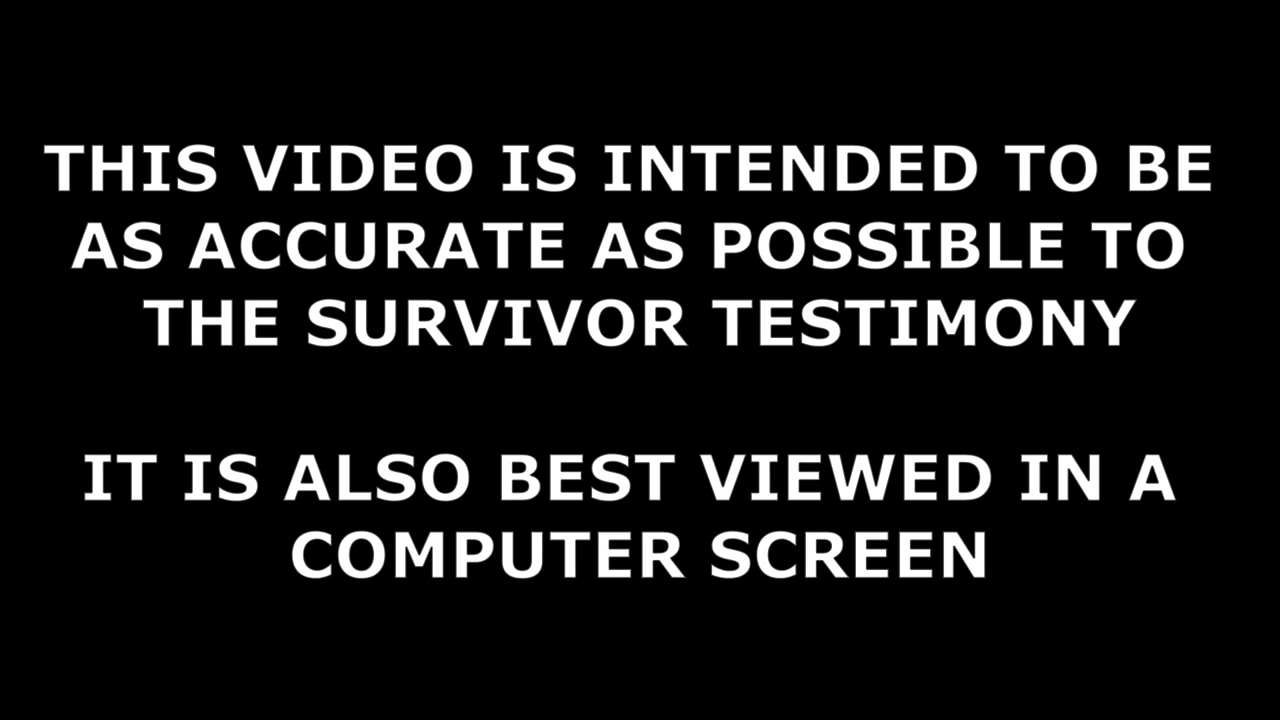 THIS VIDEO IS INTENDED TO BE
AS ACCURATE AS POSSIBLE TO
THE SURVIVOR TESTIMONY
IT IS ALSO BEST VIEWED IN A
COMPUTER SCREEN